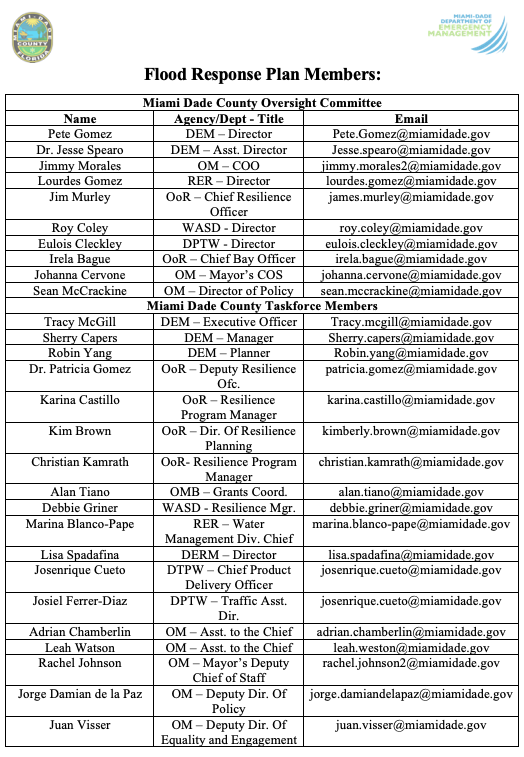 MIAMI-DADE
COUNTY
FLORIDA
MIAMI-DADE
DEPARTMENT OF
EMERGENCY
MANAGEMENT
Flood Response Plan Members:
Miami Dade County Oversight Committee
Name Agency/Dept - Title Email
Pete Gomez DEM – Director Pete.Gomez@miamidade.gov
Dr. Jesse Spearo DEM – Asst. Director Jesse.spearo@miamidade.gov
Jimmy Morales OM – COO jimmy.morales2@miamidade.gov
Lourdes Gomez RER – Director lourdes.gomez@miamidade.gov
Jim Murley OoR – Chief Resilience james.murley@miamidade.gov
Officer
Roy Coley WASD - Director roy.coley@miamidade.gov
Eulois Cleckley DPTW - Director eulois.cleckley@miamidade.gov
Irela Bague OoR – Chief Bay Officer irela.bague@miamidade.gov
Johanna Cervone OM – Mayor’s COS johanna.cervone@miamidade.gov
Sean McCrackine OM – Director of Policy sean.mccrackine@miamidade.gov
Miami Dade County Taskforce Members
Tracy McGill DEM – Executive Officer Tracy.mcgill@miamidade.gov
Sherry Capers DEM – Manager Sherry.capers@miamidade.gov
Robin Yang DEM – Planner Robin.yang@miamidade.gov
Dr. Patricia Gomez OoR – Deputy Resilience patricia.gomez@miamidade.gov
Ofc.
Karina Castillo OoR – Resilience karina.castillo@miamidade.gov
Program Manager
Kim Brown OoR – Dir. Of Resilience kimberly.brown@miamidade.gov
Planning
Christian Kamrath OoR- Resilience Program christian.kamrath@miamidade.gov
Manager
Alan Tiano OMB – Grants Coord. alan.tiano@miamidade.gov
Debbie Griner WASD - Resilience Mgr. debbie.griner@miamidade.gov
Marina Blanco-Pape RER – Water marina.blanco-pape@miamidade.gov
Management Div. Chief
Lisa Spadafina DERM – Director lisa.spadafina@miamidade.gov
Josenrique Cueto DTPW – Chief Product josenrique.cueto@miamidade.gov
Delivery Officer
Josiel Ferrer-Diaz DPTW – Traffic Asst. josenrique.cueto@miamidade.gov
Dir.
Adrian Chamberlin OM – Asst. to the Chief adrian.chamberlin@miamidade.gov
Leah Watson OM – Asst. to the Chief leah.weston@miamidade.gov
Rachel Johnson OM – Mayor’s Deputy rachel.johnson2@miamidade.gov
Chief of Staff
Jorge Damian de la Paz OM – Deputy Dir. Of jorge.damiandelapaz@miamidade.gov
Policy
Juan Visser OM – Deputy Dir. Of juan.visser@miamidade.gov
Equality and Engagement